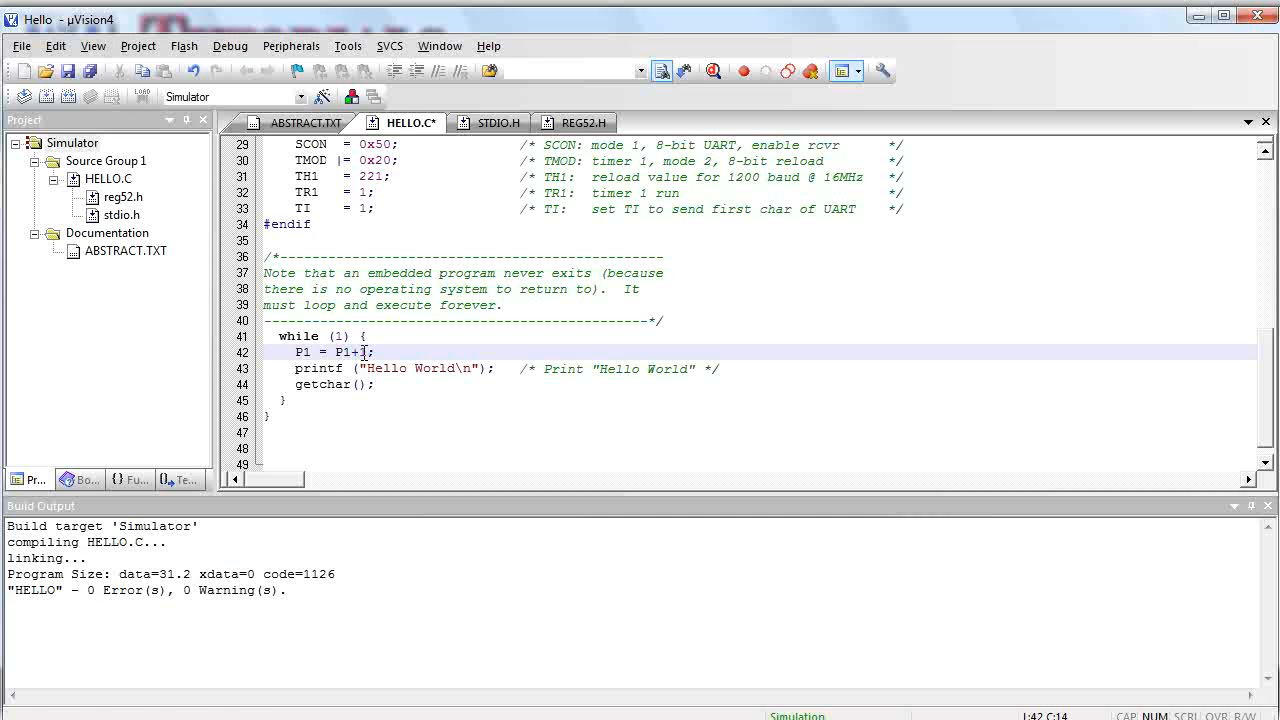 Hello - µVision4
File Edit View Project Flash Debug Peripherals Tools SVCS Window Help
LOAD Simulator
Project
ABSTRACT.TXT HELLO.C* STDIO.H REG52.H
Simulator
Source Group 1
HELLO.C
reg52.h
stdio.h
Documentation
ABSTRACT.TXT
29 SCON = 0x50; /* SCON: mode 1, 8-bit UART, enable rcvr */
30 TMOD |= 0x20; /* TMOD: timer 1, mode 2, 8-bit reload */
31 TH1 = 221; /* TH1: reload value for 1200 baud @ 16MHz */
32 TR1 = 1; /* TR1: timer 1 run */
33 TI = 1; /* TI: set TI to send first char of UART */
34 #endif
35
36 /*------------------------------------------------
37 Note that an embedded program never exits (because
38 there is no operating system to return to). It
39 must loop and execute forever.
40 ------------------------------------------------*/
41 while (1) {
42 P1 = P1+1;
43 printf ("Hello World\n"); /* Print "Hello World" */
44 getchar();
45 }
46 }
47
48
49
Pr... Bo... {} Fu... Te...
Build Output
Build target 'Simulator'
compiling HELLO.C...
linking...
Program Size: data=31.2 xdata=0 code=1126
"HELLO" - 0 Error(s), 0 Warning(s).
Simulation L:42 C:14 CAP NUM SCRL OVR R/W